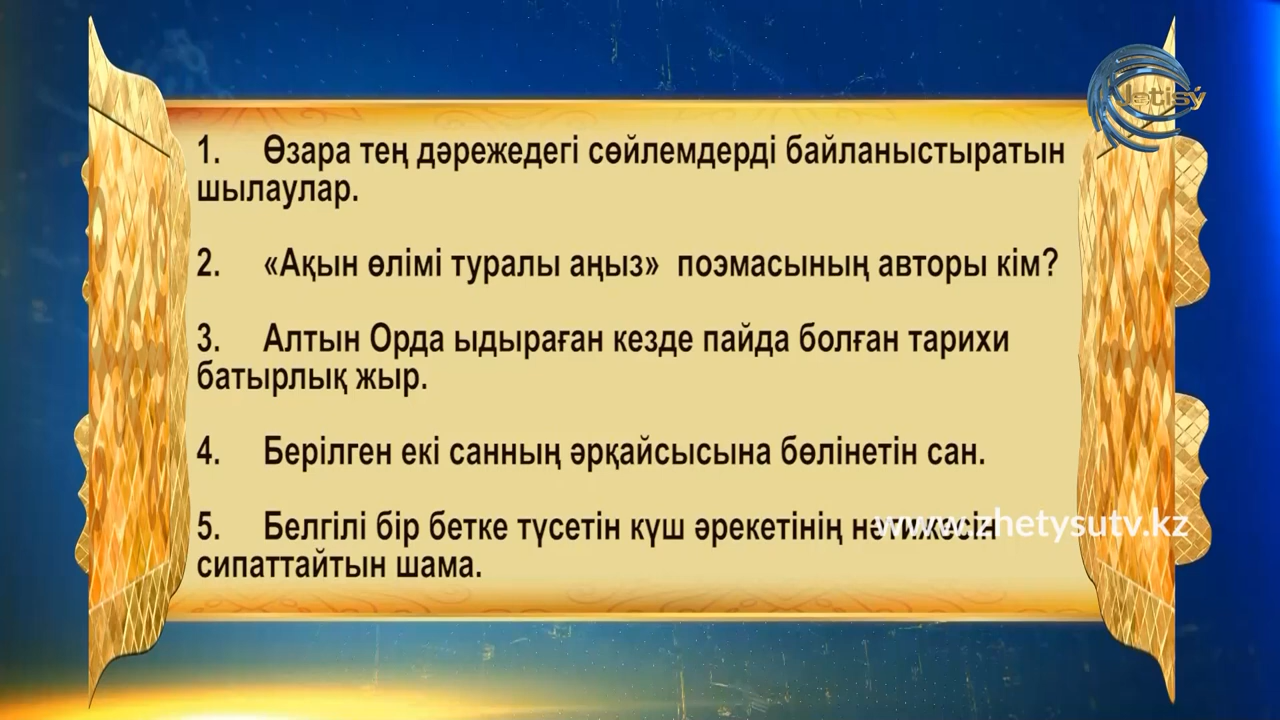 Jetisý
1. Өзара тең дәрежедегі сөйлемдерді байланыстыратын
шылаулар.
2. «Ақын өлімі туралы аңыз» поэмасының авторы кім?
3. Алтын Орда ыдыраған кезде пайда болған тарихи
батырлық жыр.
4. Берілген екі санның әрқайсысына бөлінетін сан.
5. Белгілі бір бетке түсетін күш әрекетінің нәтижесін
www.zhetysutv.kz
сипаттайтын шама.